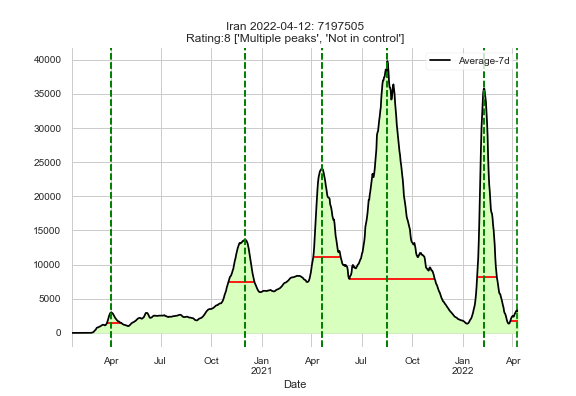 Iran 2022-04-12: 7197505
Rating:8 ['Multiple peaks', 'Not in control']
Average-7d
40000
35000
30000
25000
20000
15000
10000
5000
0
Apr Jul Oct Jan Apr Jul Oct Jan Apr
2021 2022
Date